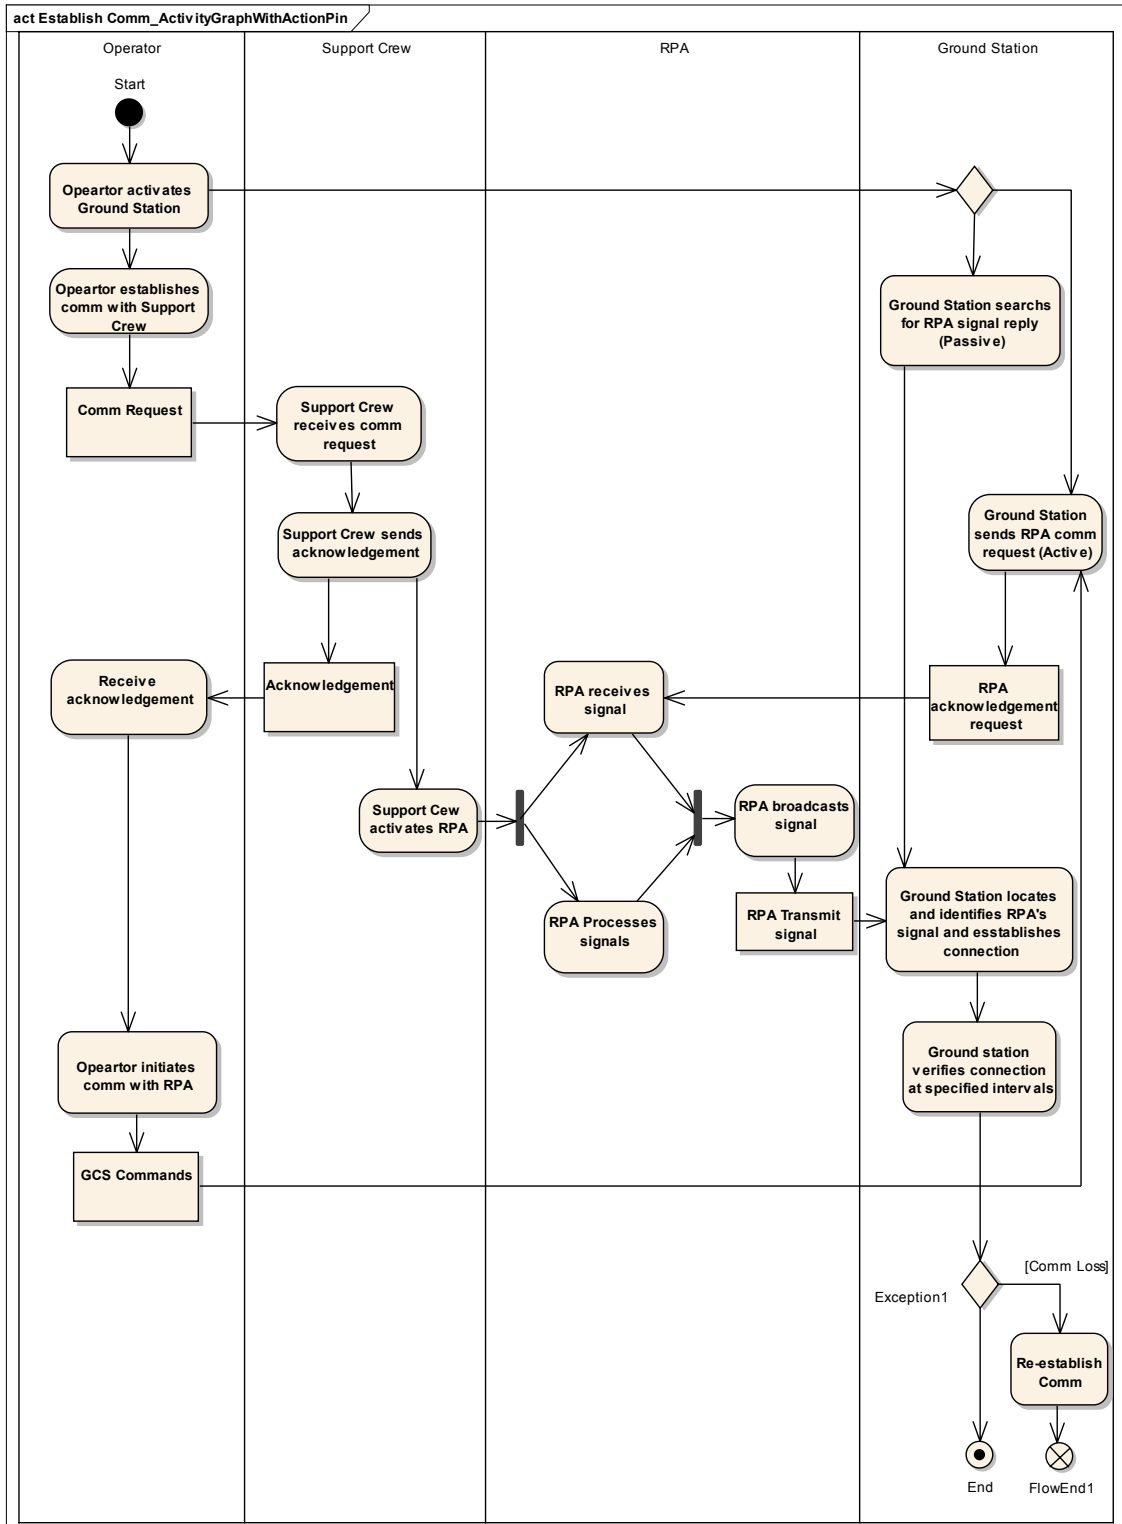 act Establish Comm_ActivityGraphWithActionPin
Operator
Support Crew
RPA
Ground Station
Start
Opeartor activates
Ground Station
Opeartor establishes
comm with Support
Crew
Ground Station searchs
for RPA signal reply
(Passive)
Comm Request
Support Crew
receives comm
request
Support Crew sends
acknowledgement
Ground Station
sends RPA comm
request (Active)
Receive
acknowledgement
Acknowledgement
RPA receives
signal
RPA
acknowledgement
request
Support Cew
activates RPA
RPA broadcasts
signal
RPA Processes
signals
RPA Transmit
signal
Ground Station locates
and identifies RPA's
signal and esstablishes
connection
Opeartor initiates
comm with RPA
Ground station
verifies connection
at specified intervals
GCS Commands
[Comm Loss]
Exception1
Re-establish
Comm
End
FlowEnd1